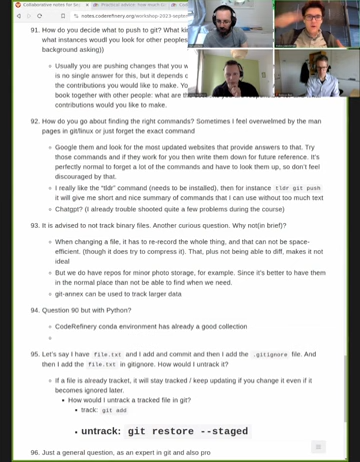 Collaborative notes for
Practical advice: how much Git
notes.coderefinery.org/workshop-2023-septem
91. How do you decide what to push to git? What
what instances woudl you look for other peoples
background asking))
Usually you are pushing changes that you w
is no single answer for this, but it depends o
the contributions you would like to make. Yo
book together with other people: what are th
contributions would you like to make.
92. How do you go about finding the right commands? Sometimes I feel overwelmed by the man
pages in git/linux or just forget the exact command
Google them and look for the most updated websites that provide answers to that. Try
those commands and if they work for you then write them down for future reference. It's
perfectly normal to forget a lot of the commands and have to look them up, so don't feel
discouraged by that.
I really like the "tldr" command (needs to be installed), then for instance tldr git push
it will give me short and nice summary of commands that I can use without too much text
Chatgpt? (I already trouble shooted quite a few problems during the course)
93. It is advised to not track binary files. Another curious question. Why not(in brief)?
When changing a file, it has to re-record the whole thing, and that can not be space-
efficient. (though it does try to compress it). That, plus not being able to diff, makes it not
ideal
But we do have repos for minor photo storage, for example. Since it's better to have them
in the normal place than not be able to find when we need.
git-annex can be used to track larger data
94. Question 90 but with Python?
CodeRefinery conda environment has already a good collection
95. Let's say I have file.txt and I add and commit and then I add the .gitignore file. And
then I add the file.txt in gitignore. How would I untrack it?
If a file is already tracket, it will stay tracked / keep updating if you change it even if it
becomes ignored later.
How would I untrack a tracked file in git?
track: git add
untrack: git restore --staged
96. Just a general question, as an expert in git and also pro